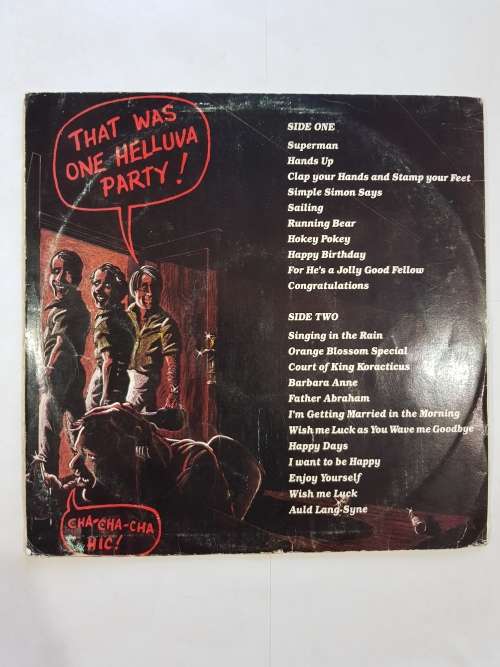 THAT WAS
ONE HELLUVA
PARTY!
CHA-CHA-CHA
HIC!
SIDE ONE
Superman
Hands Up
Clap your Hands and Stamp your Feet
Simple Simon Says
Sailing
Running Bear
Hokey Pokey
Happy Birthday
For He's a Jolly Good Fellow
Congratulations
SIDE TWO
Singing in the Rain
Orange Blossom Special
Court of King Koracticus
Barbara Anne
Father Abraham
I'm Getting Married in the Morning
Wish me Luck as You Wave me Goodbye
Happy Days
I want to be Happy
Enjoy Yourself
Wish me Luck
Auld Lang-Syne